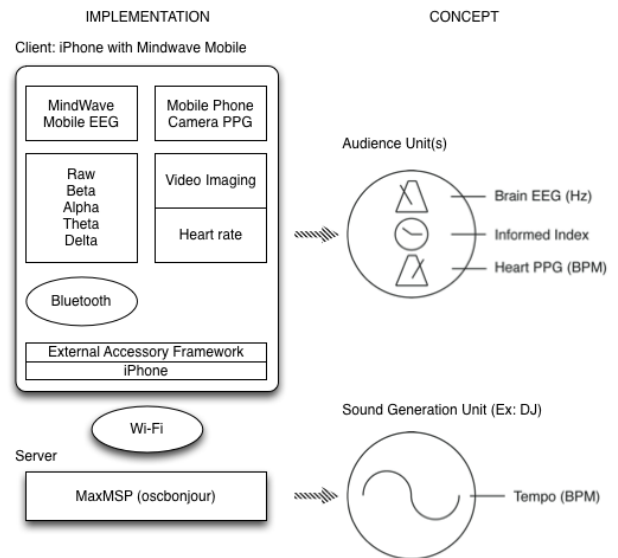 IMPLEMENTATION
CONCEPT
Client: iPhone with Mindwave Mobile
MindWave
Mobile EEG
Mobile Phone
Camera PPG
Raw
Beta
Alpha
Theta
Delta
Video Imaging
Heart rate
Bluetooth
External Accessory Framework
iPhone
Audience Unit(s)
Brain EEG (Hz)
Informed Index
Heart PPG (BPM)
Wi-Fi
Server
MaxMSP (oscbonjour)
Sound Generation Unit (Ex: DJ)
Tempo (BPM)